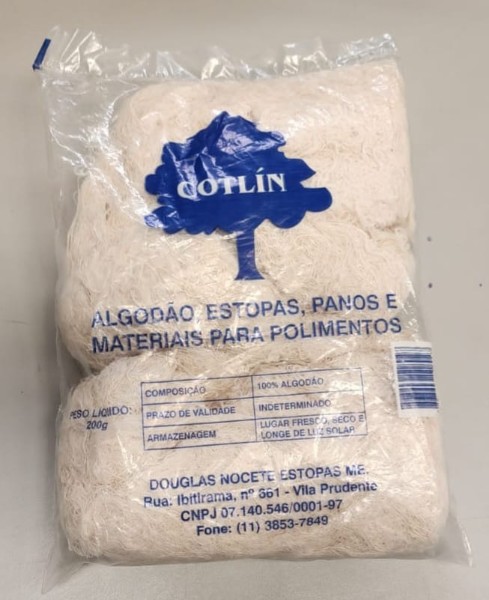 COTLÍN
ALGODÃO, ESTOPAS, PANOS E
MATERIAIS PARA POLIMENTOS
PESO LÍQUIDO:
200g
COMPOSIÇÃO 100% ALGODÃO
PRAZO DE VALIDADE INDETERMINADO
ARMAZENAGEM LUGAR FRESCO, SECO E
LONGE DE LUZ SOLAR
DOUGLAS NOCETE ESTOPAS ME.
Rua: Ibitirama, nº 661 - Vila Prudente
CNPJ 07.140.546/0001-97
Fone: (11) 3853-7849